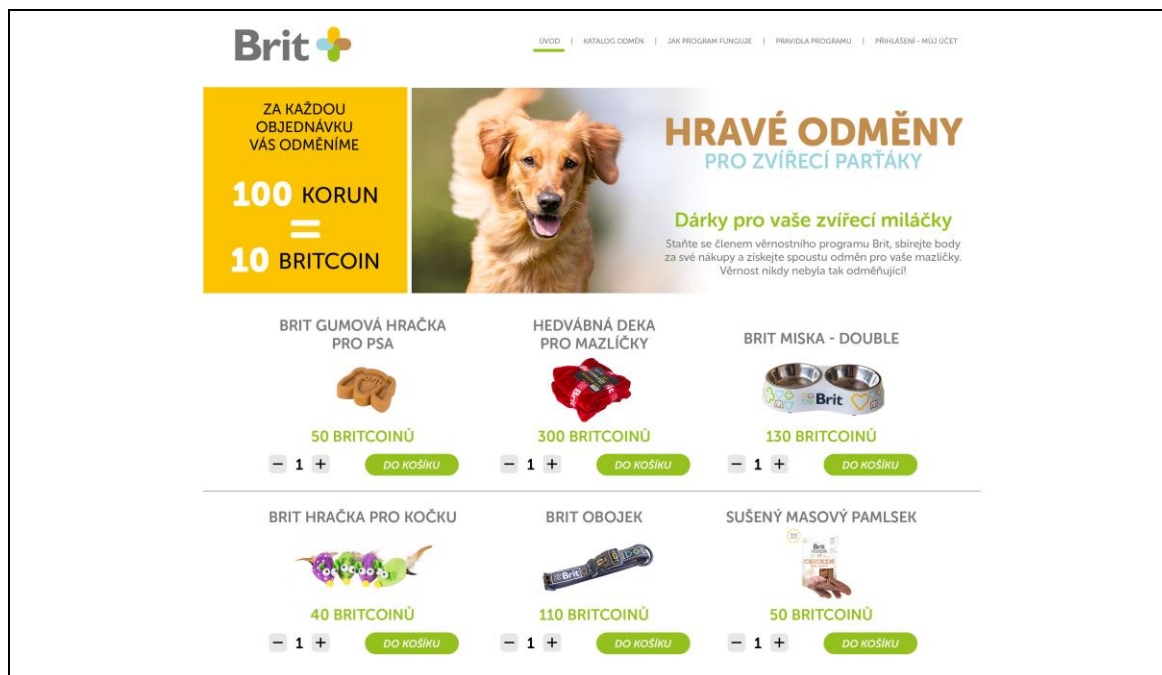 Brit
ÚVOD | KATALOG ODMĚN | JAK PROGRAM FUNGUJE | PRAVIDLA PROGRAMU | PŘIHLÁŠENÍ - MŮJ ÚČET
ZA KAŽDOU
OBJEDNÁVKU
VÁS ODMĚNÍME
100 KORUN
=
10 BRITCOIN
HRAVÉ ODMĚNY
PRO ZVÍŘECÍ PARŤÁKY
Dárky pro vaše zvířecí miláčky
Staňte se členem věrnostního programu Brit, sbírejte body
za své nákupy a získejte spoustu odměn pro vaše mazlíčky.
Věrnost nikdy nebyla tak odměňující!
BRIT GUMOVÁ HRAČKA
PRO PSA
50 BRITCOINŮ
− 1 + DO KOŠÍKU
HEDVÁBNÁ DEKA
PRO MAZLÍČKY
300 BRITCOINŮ
− 1 + DO KOŠÍKU
BRIT MISKA - DOUBLE
Brit
130 BRITCOINŮ
− 1 + DO KOŠÍKU
BRIT HRAČKA PRO KOČKU
40 BRITCOINŮ
− 1 + DO KOŠÍKU
BRIT OBOJEK
Brit
110 BRITCOINŮ
− 1 + DO KOŠÍKU
SUŠENÝ MASOVÝ PAMLSEK
Brit
CHICKEN
50 BRITCOINŮ
− 1 + DO KOŠÍKU